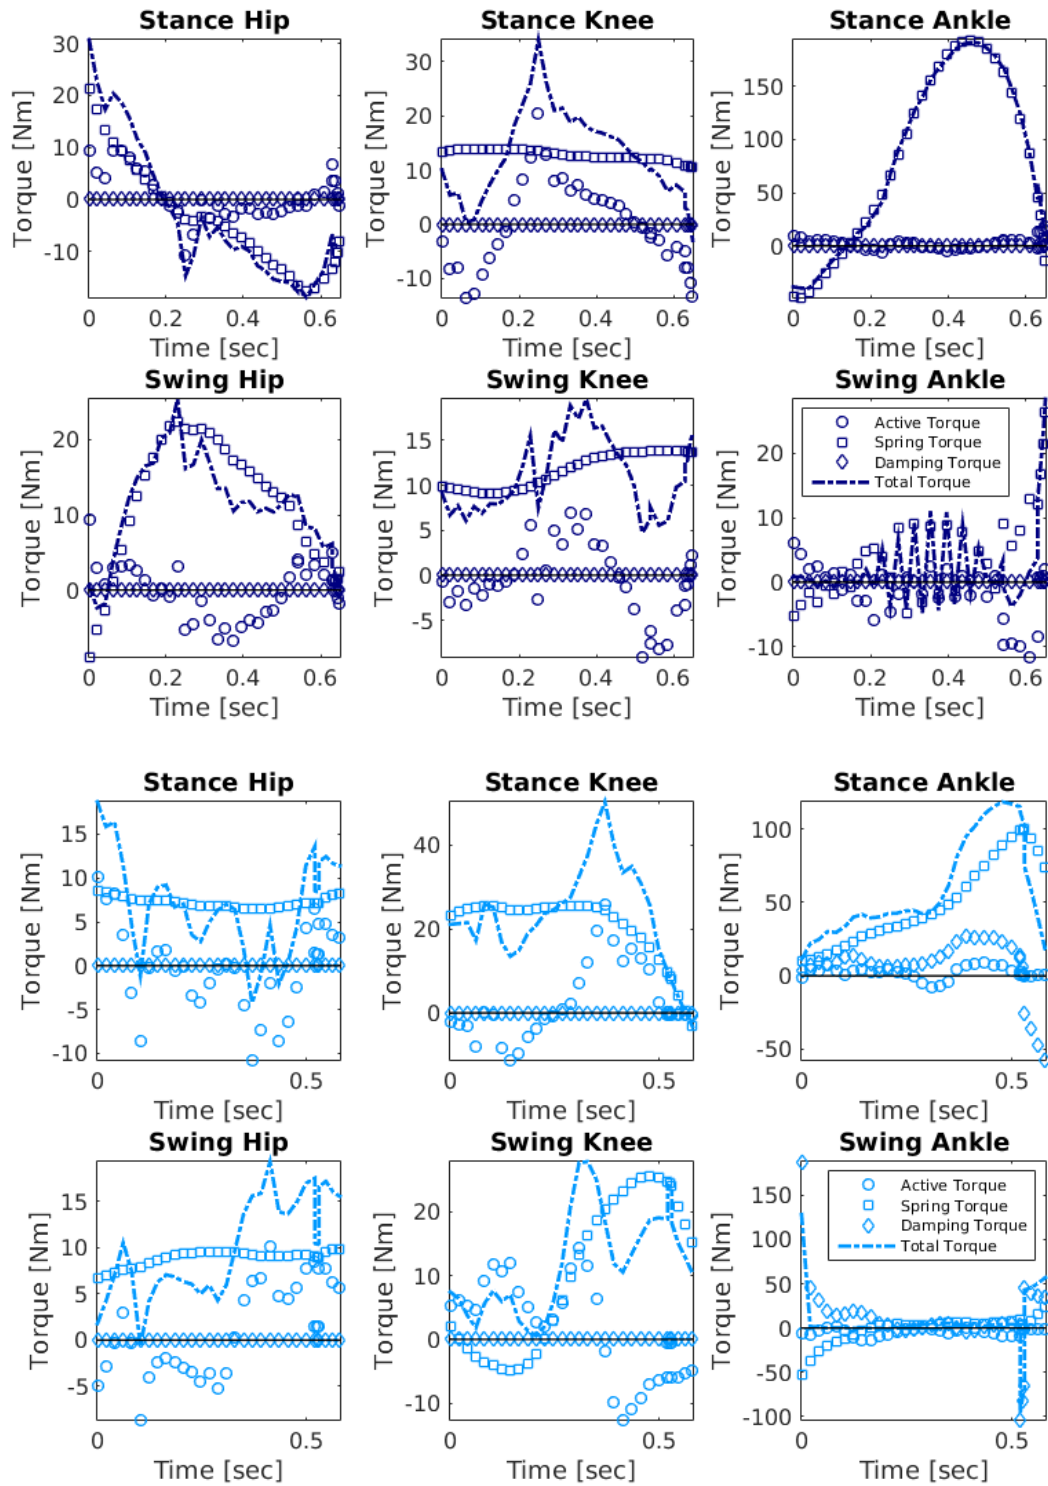 Stance Hip
Stance Knee
Stance Ankle
Torque [Nm]
30
20
10
0
-10
0
0.2
0.4
0.6
Time [sec]
Torque [Nm]
30
20
10
0
-10
0
0.2
0.4
0.6
Time [sec]
Torque [Nm]
150
100
50
0
0
0.2
0.4
0.6
Time [sec]
Swing Hip
Swing Knee
Swing Ankle
Torque [Nm]
20
10
0
0
0.2
0.4
0.6
Time [sec]
Torque [Nm]
15
10
5
0
-5
0
0.2
0.4
0.6
Time [sec]
Torque [Nm]
20
10
0
-10
0
0.2
0.4
0.6
Time [sec]
Active Torque
Spring Torque
Damping Torque
Total Torque
Stance Hip
Stance Knee
Stance Ankle
Torque [Nm]
15
10
5
0
-5
-10
0
0.5
Time [sec]
Torque [Nm]
40
20
0
0
0.5
Time [sec]
Torque [Nm]
100
50
0
-50
0
0.5
Time [sec]
Swing Hip
Swing Knee
Swing Ankle
Torque [Nm]
15
10
5
0
-5
0
0.5
Time [sec]
Torque [Nm]
20
10
0
-10
0
0.5
Time [sec]
Torque [Nm]
150
100
50
0
-50
-100
0
0.5
Time [sec]
Active Torque
Spring Torque
Damping Torque
Total Torque